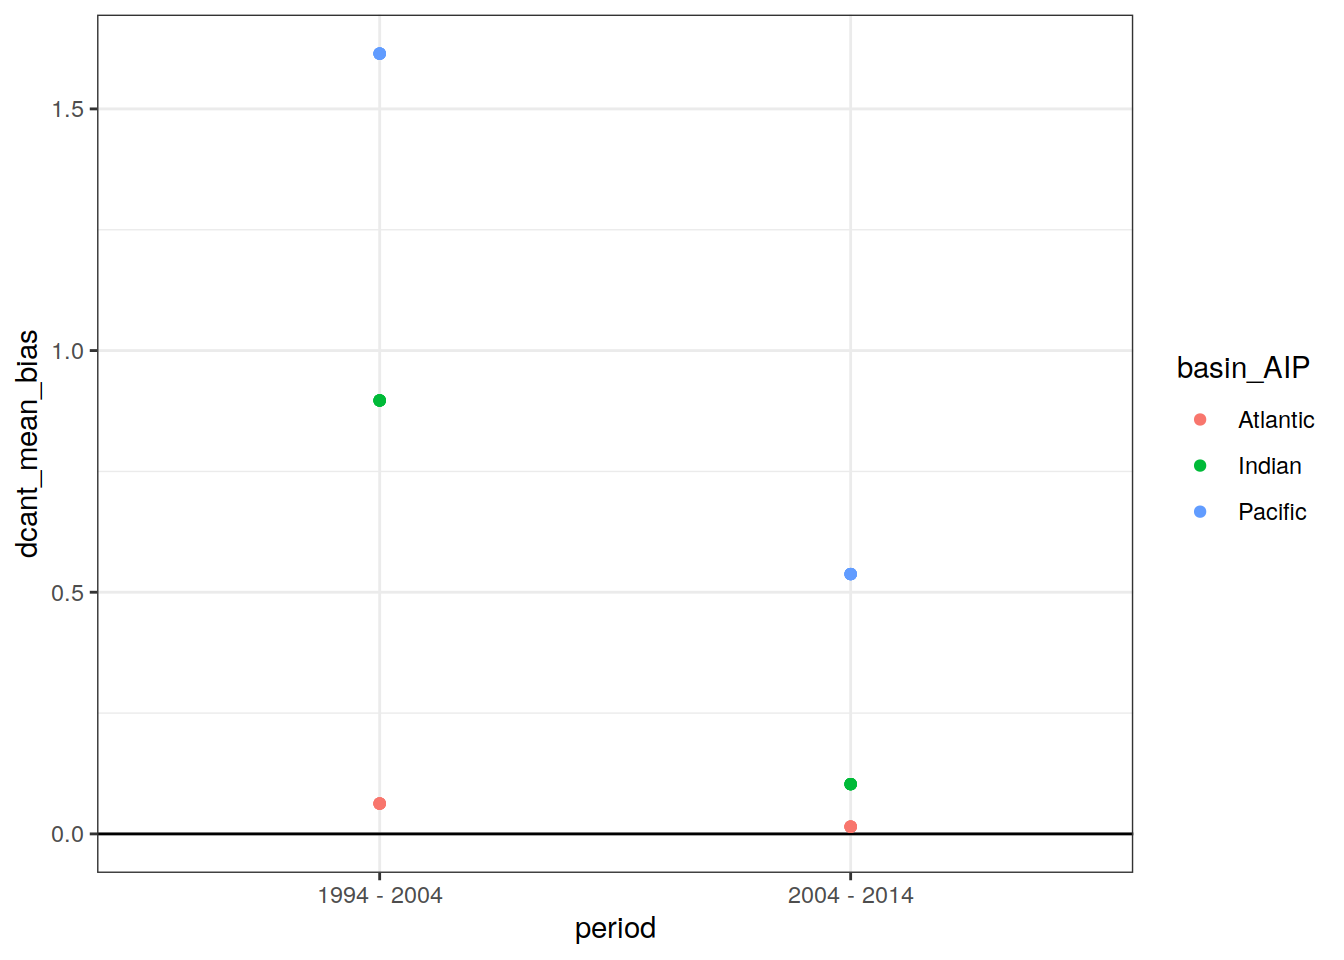 dcant_mean_bias
1.5
1.0
0.5
0.0
1994 - 2004
2004 - 2014
period
basin_AIP
Atlantic
Indian
Pacific